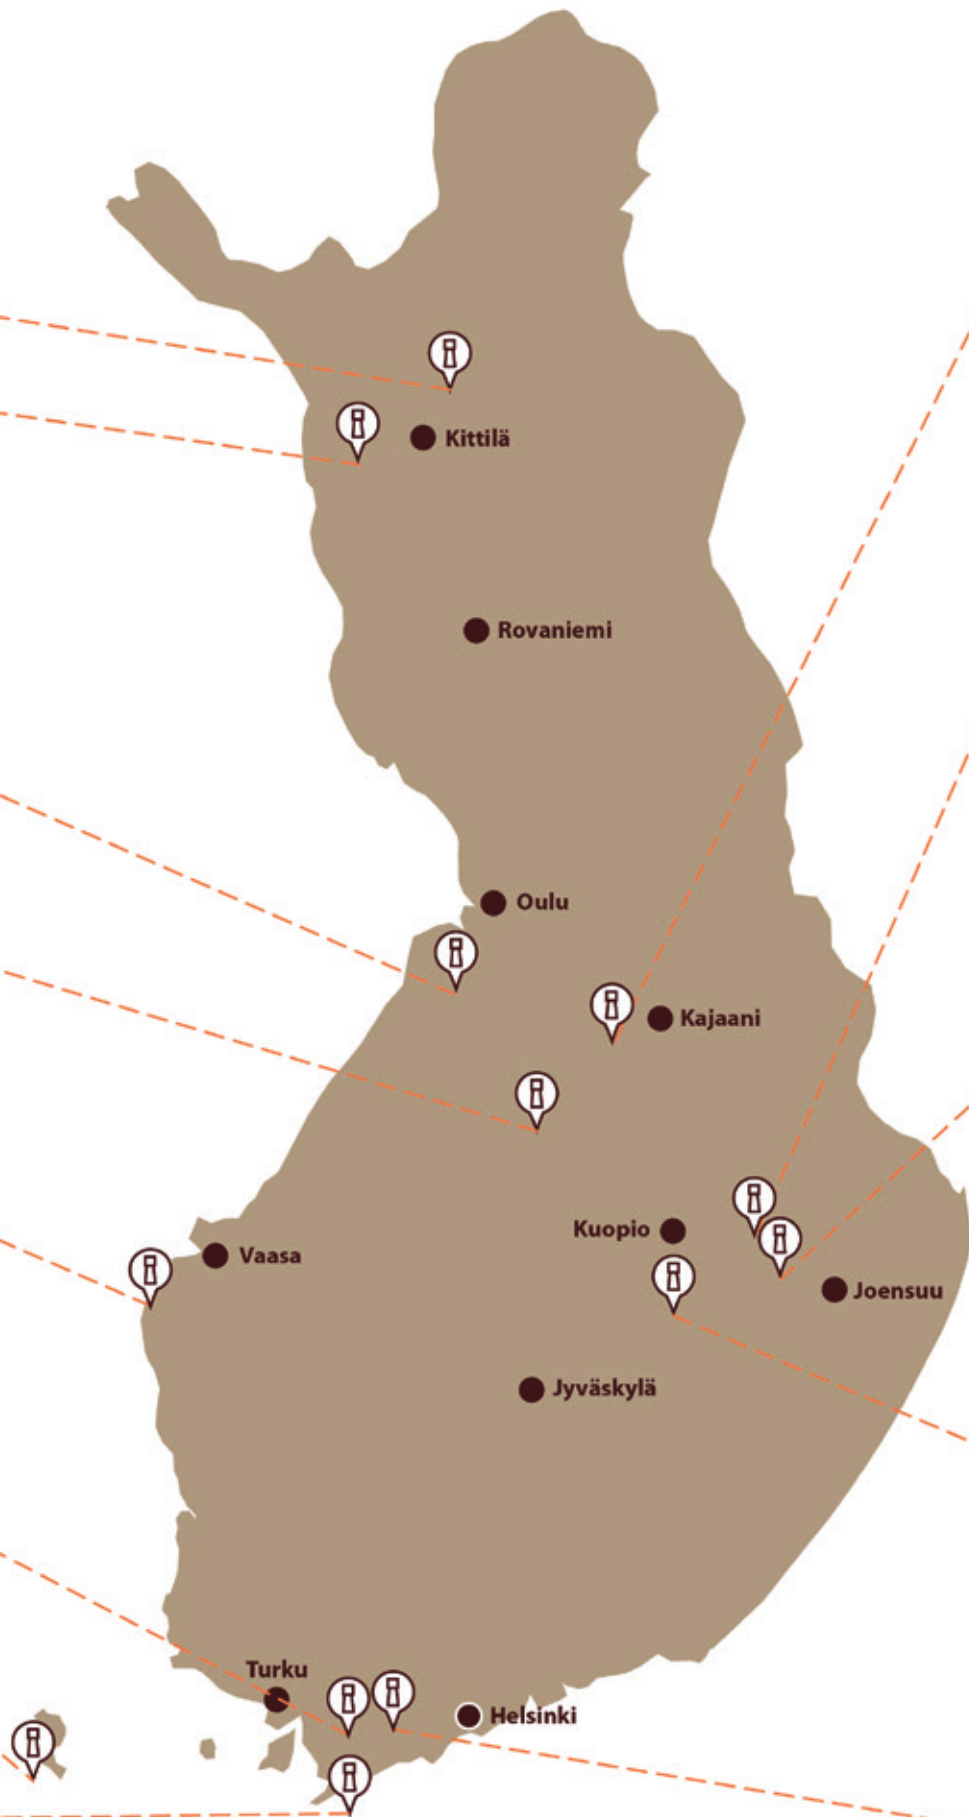 Kittilä
Rovaniemi
Oulu
Kajaani
Kuopio
Vaasa
Joensuu
Jyväskylä
Turku
Helsinki